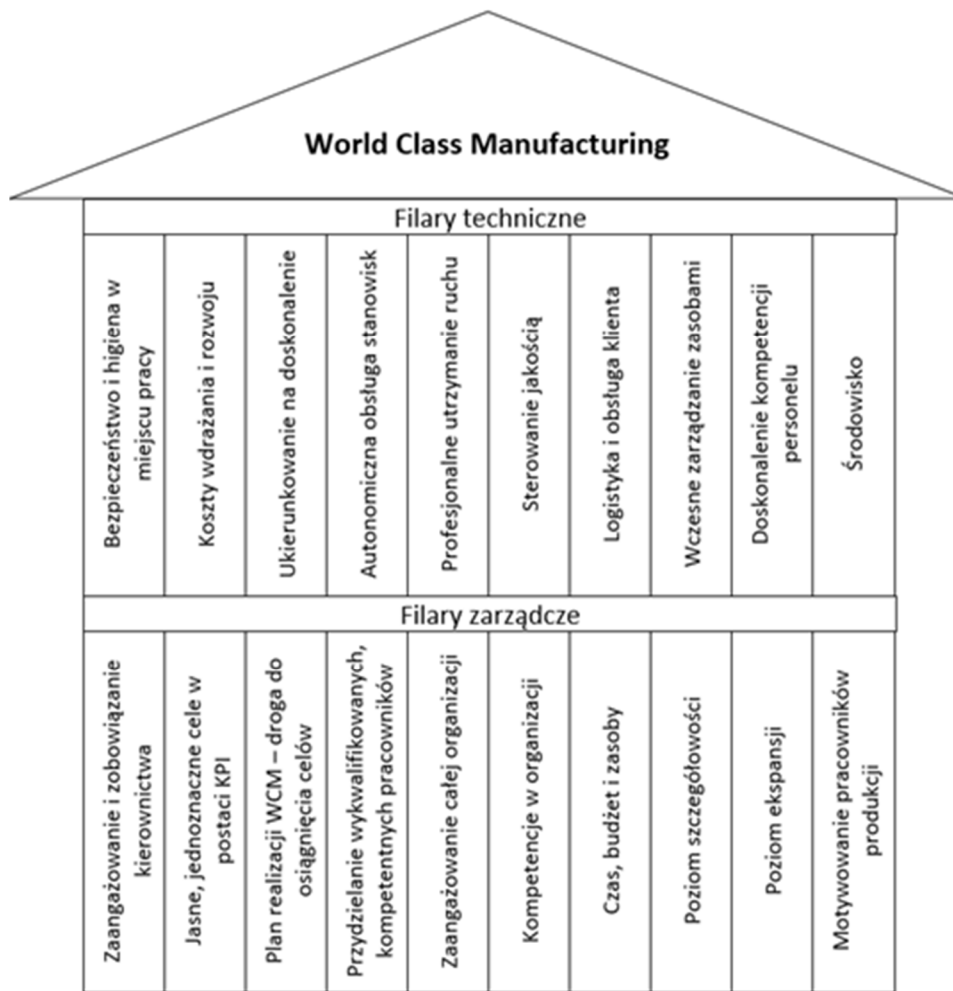 World Class Manufacturing
Filary techniczne
Bezpieczeństwo i higiena w
miejscu pracy
Koszty wdrażania i rozwoju
Ukierunkowanie na doskonalenie
Autonomiczna obsługa stanowisk
Profesjonalne utrzymanie ruchu
Sterowanie jakością
Logistyka i obsługa klienta
Wczesne zarządzanie zasobami
Doskonalenie kompetencji
personelu
Środowisko
Filary zarządcze
Zaangażowanie i zobowiązanie
kierownictwa
Jasne, jednoznaczne cele w
postaci KPI
Plan realizacji WCM – droga do
osiągnięcia celów
Przydzielanie wykwalifikowanych,
kompetentnych pracowników
Zaangażowanie całej organizacji
Kompetencje w organizacji
Czas, budżet i zasoby
Poziom szczegółowości
Poziom ekspansji
Motywowanie pracowników
produkcji